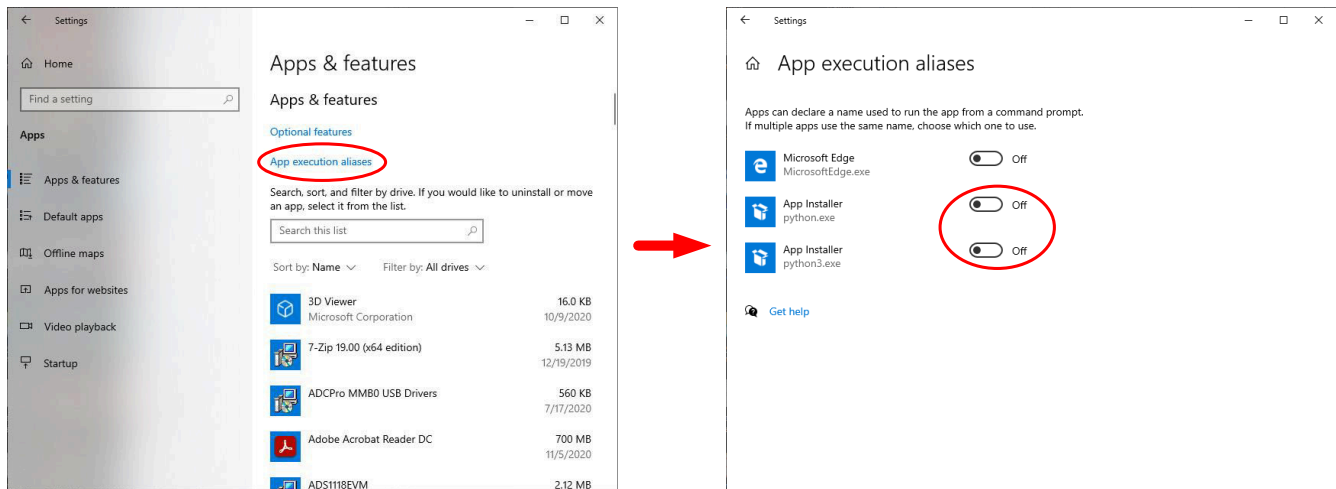 Settings
Home
Find a setting
Apps
Apps & features
Default apps
Offline maps
Apps for websites
Video playback
Startup
Apps & features
Apps & features
Optional features
App execution aliases
Search, sort, and filter by drive. If you would like to uninstall or move
an app, select it from the list.
Search this list
Sort by: Name Filter by: All drives
3D Viewer 16.0 KB
Microsoft Corporation 10/9/2020
7-Zip 19.00 (x64 edition) 5.13 MB
12/19/2019
ADCPro MMB0 USB Drivers 560 KB
7/17/2020
Adobe Acrobat Reader DC 700 MB
11/5/2020
ADS1118EVM 2.12 MB
Settings
App execution aliases
Apps can declare a name used to run the app from a command prompt.
If multiple apps use the same name, choose which one to use.
Microsoft Edge Off
MicrosoftEdge.exe
App Installer Off
python.exe
App Installer Off
python3.exe
Get help